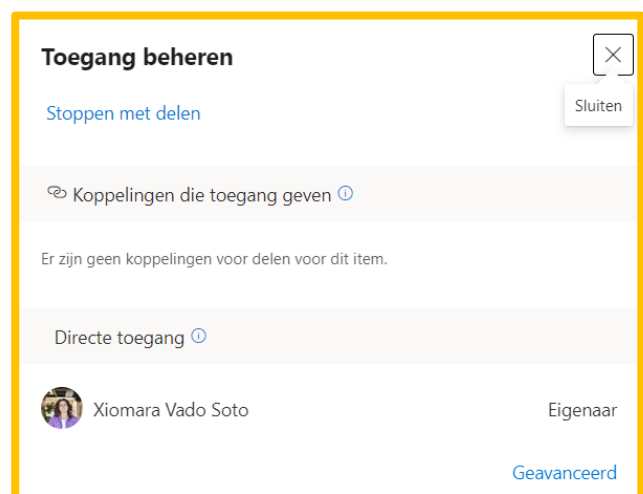 Toegang beheren
Stoppen met delen
Sluiten
Koppelingen die toegang geven
Er zijn geen koppelingen voor delen voor dit item.
Directe toegang
Xiomara Vado Soto Eigenaar
Geavanceerd